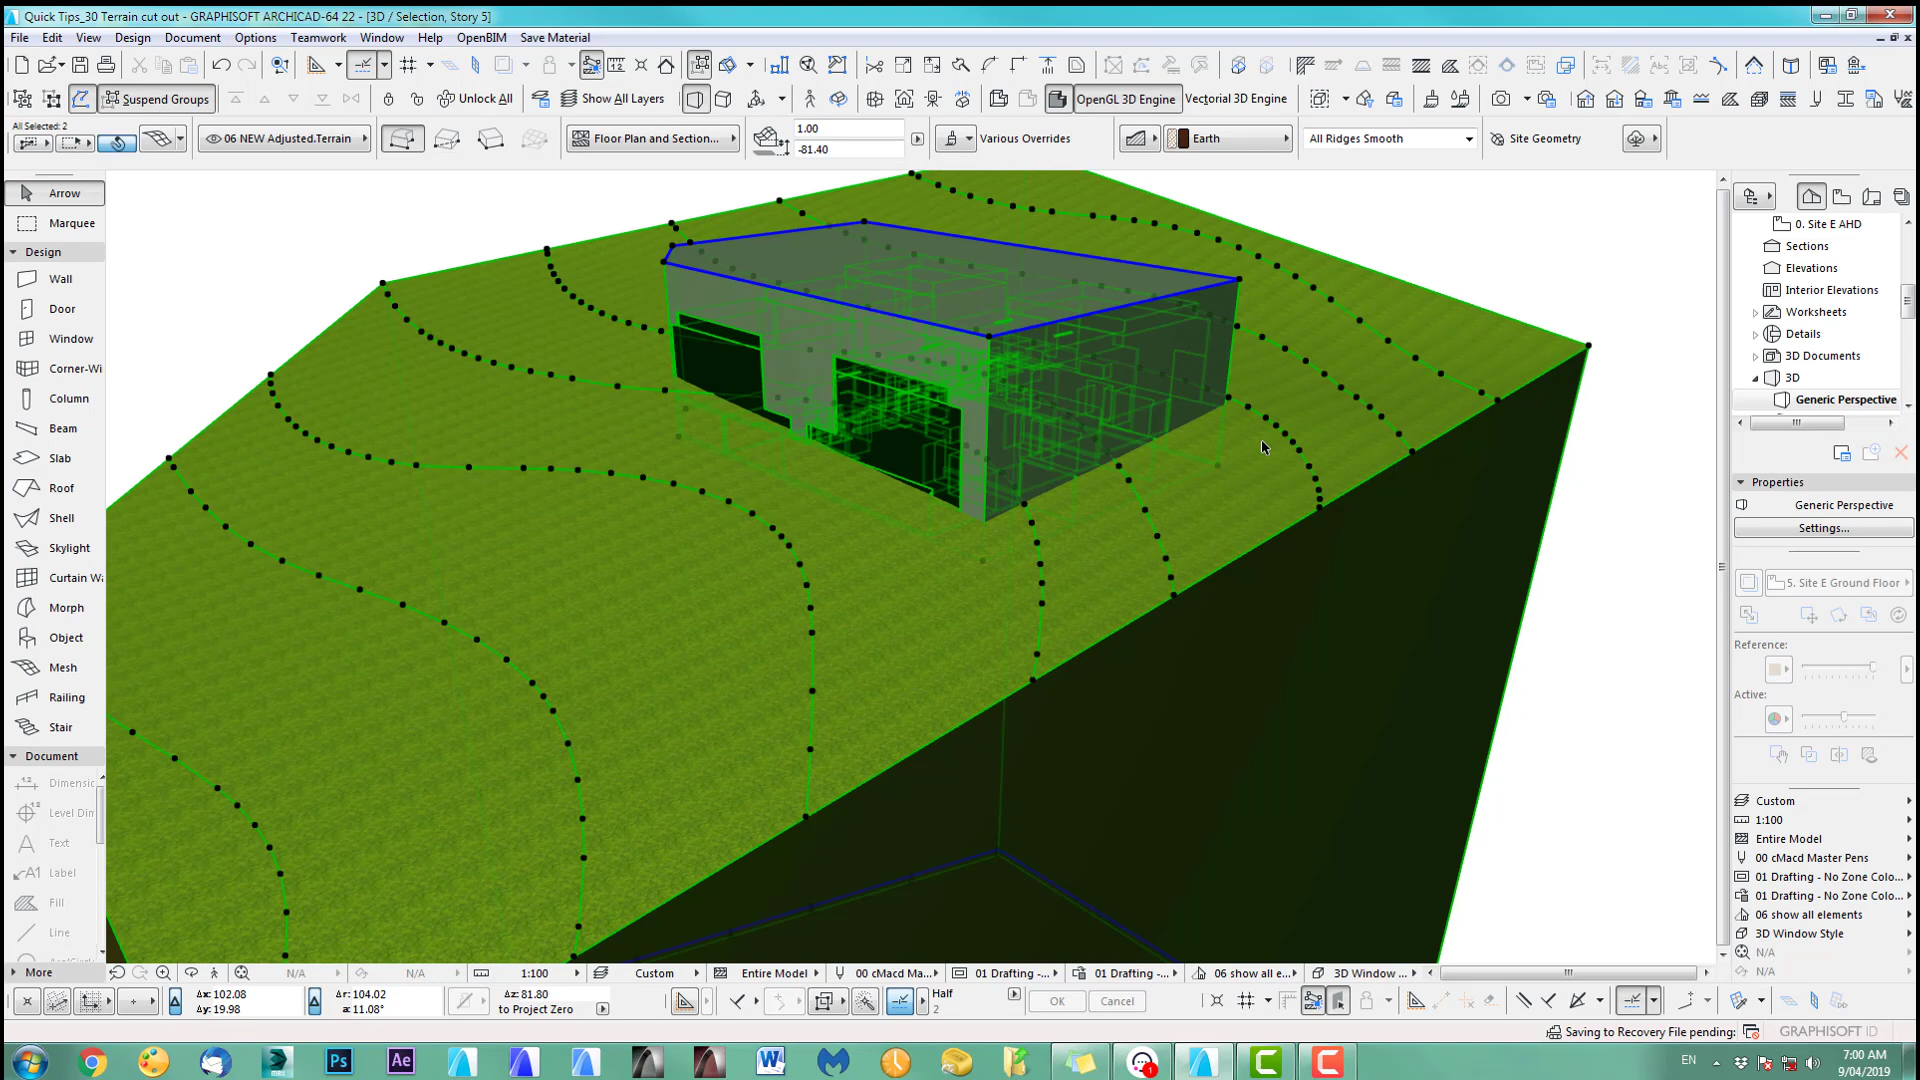 Quick Tips_30 Terrain cut out - GRAPHISOFT ARCHICAD-64 22 - [3D / Selection, Story 5]
File Edit View Design Document Options Teamwork Window Help OpenBIM Save Material
Suspend Groups Unlock All Show All Layers OpenGL 3D Engine Vectorial 3D Engine
All Selected: 2
06 NEW Adjusted.Terrain Floor Plan and Section... 1.00 Various Overrides Earth All Ridges Smooth Site Geometry
-81.40
Arrow
Marquee
Design
Wall
Door
Window
Corner-Wi
Column
Beam
Slab
Roof
Shell
Skylight
Curtain Wa
Morph
Object
Mesh
Railing
Stair
Document
Dimensic
Level Dim
Text
A1 Label
Fill
Line
More
0. Site E AHD
Sections
Elevations
Interior Elevations
Worksheets
Details
3D Documents
3D
Generic Perspective
Properties
Generic Perspective
Settings...
5. Site E Ground Floor
Reference:
Active:
Custom
1:100
Entire Model
00 cMacd Master Pens
01 Drafting - No Zone Colo...
01 Drafting - No Zone Colo...
06 show all elements
3D Window Style
N/A
N/A
N/A N/A 1:100 Custom Entire Model 00 cMacd Ma... 01 Drafting -... 01 Drafting -... 06 show all e... 3D Window ...
Δx: 102.08 Δr: 104.02 Δz: 81.80 Half OK Cancel
Δy: 19.98 a: 11.08° to Project Zero 2
Saving to Recovery File pending: GRAPHISOFT ID
Ps Ae W 1 C C EN 7:00 AM
9/04/2019